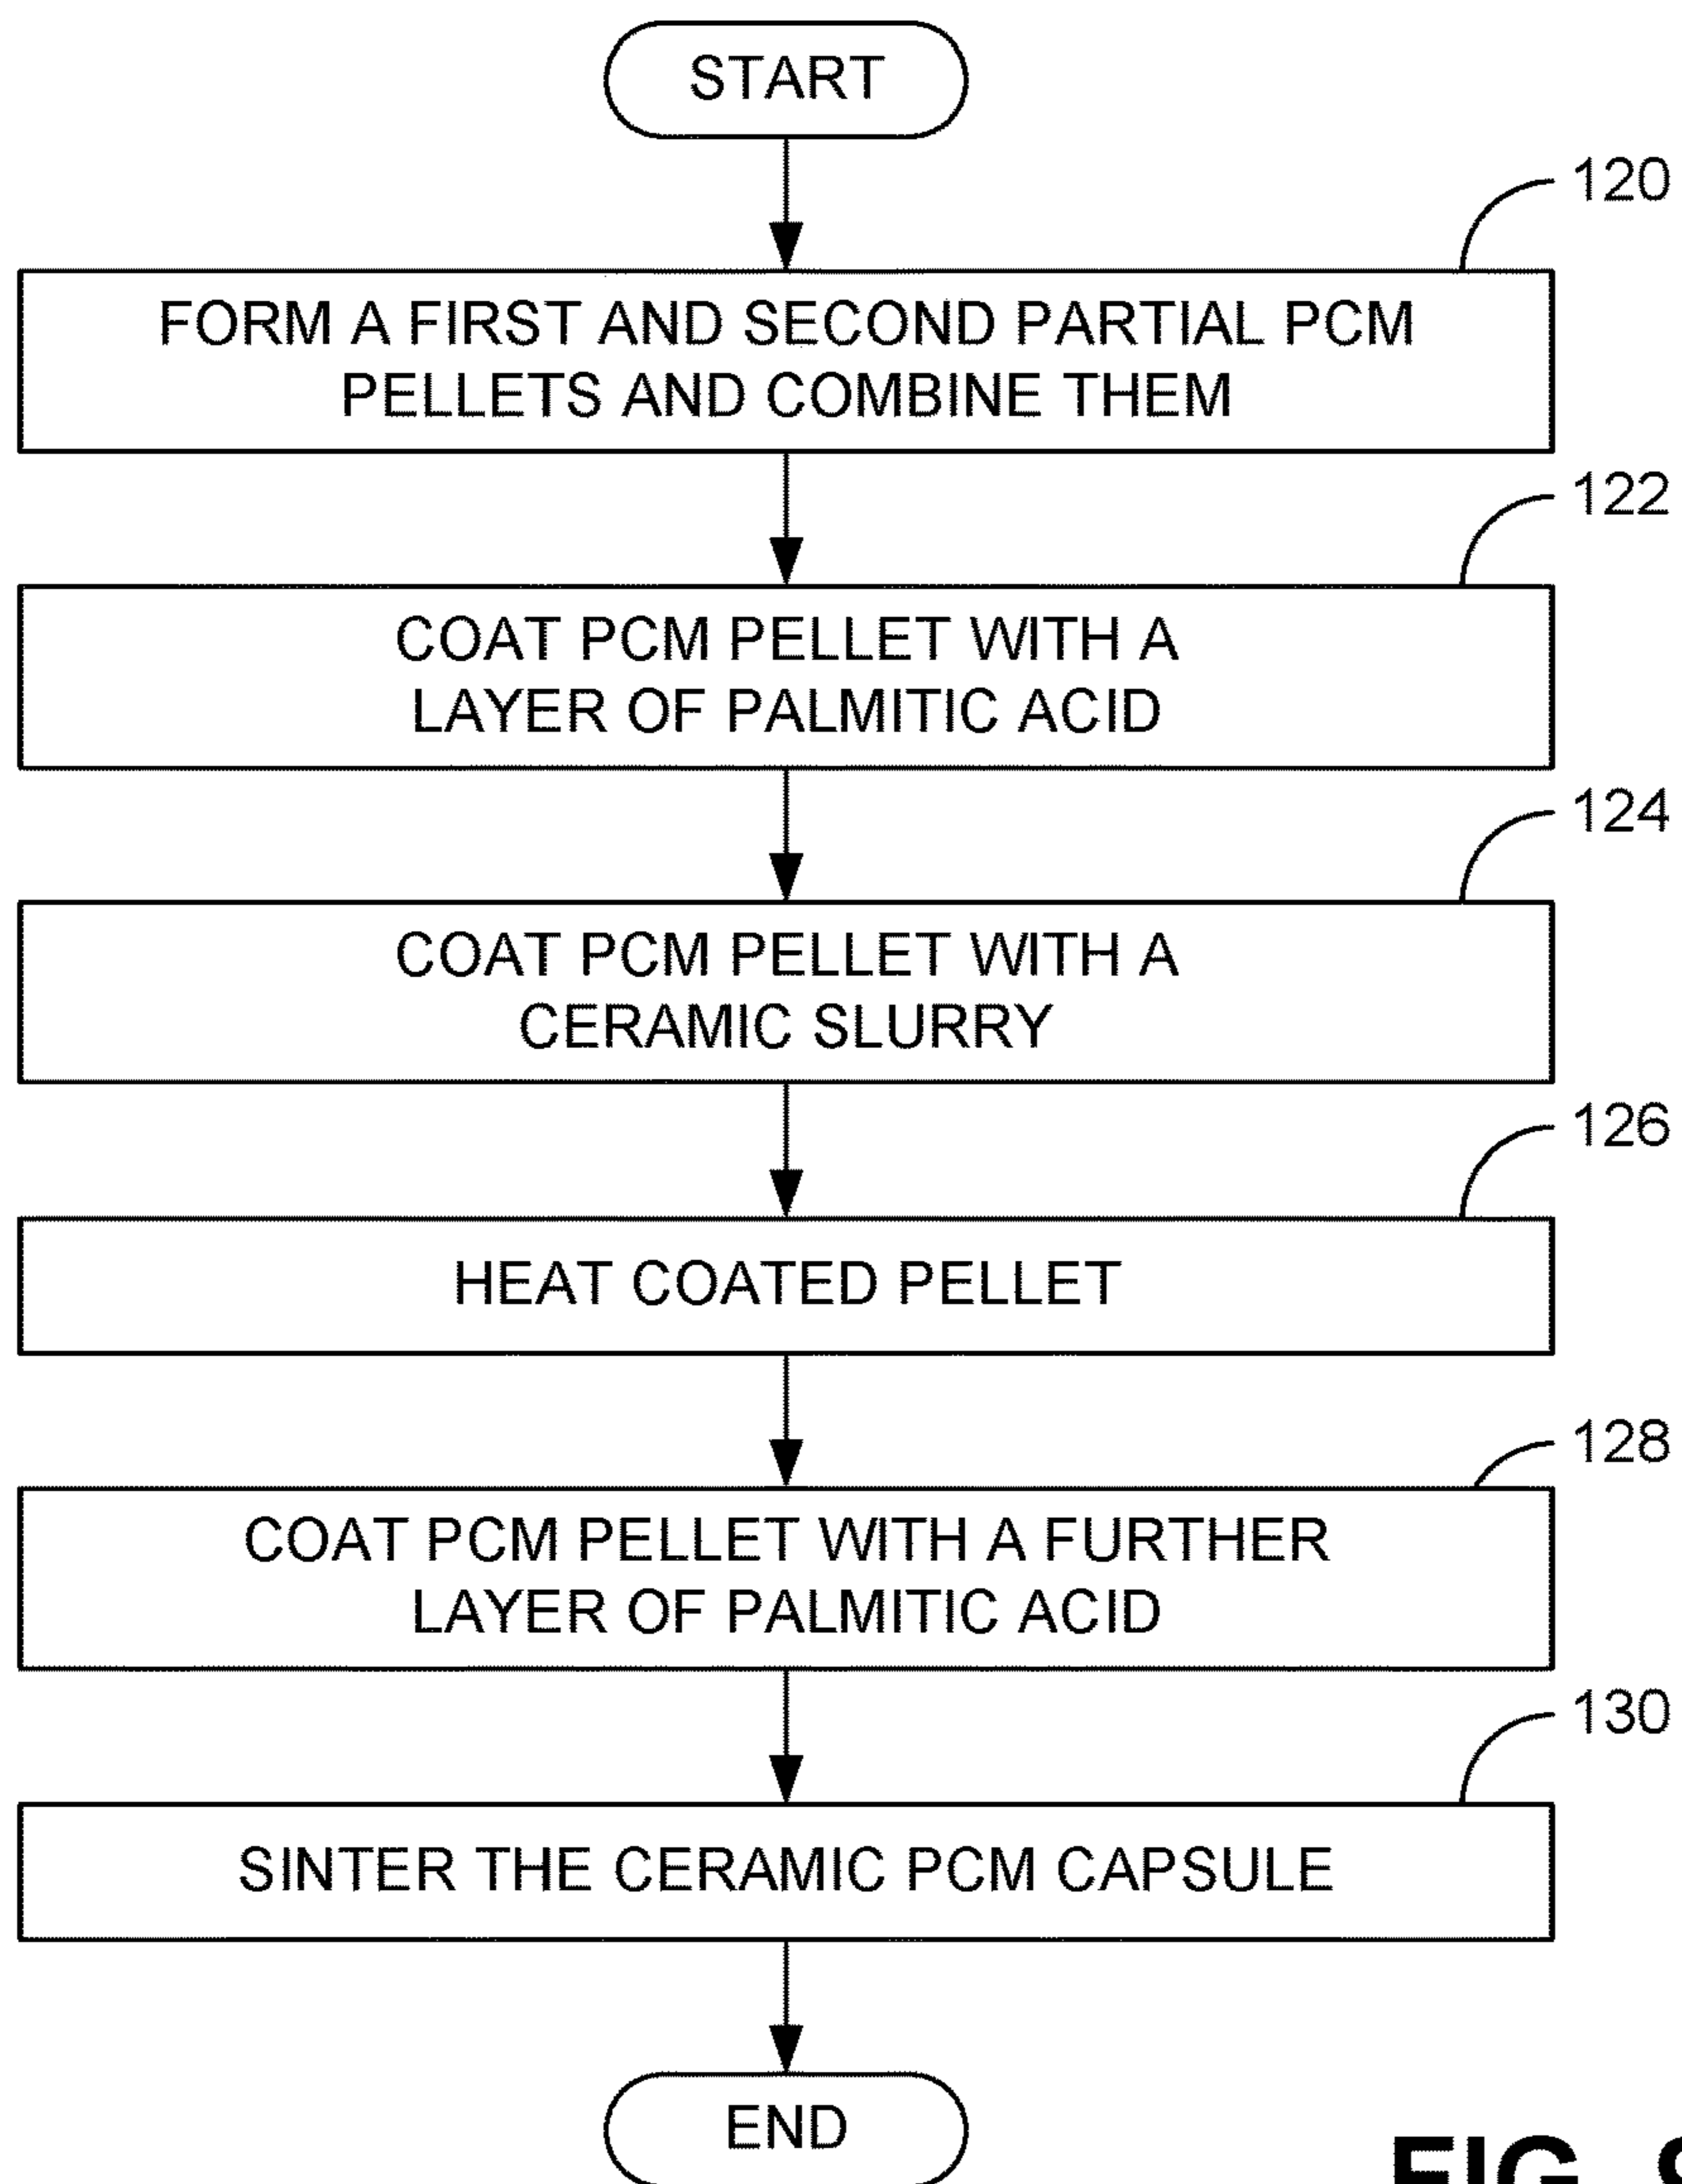 START
120
FORM A FIRST AND SECOND PARTIAL PCM
PELLETS AND COMBINE THEM
122
COAT PCM PELLET WITH A
LAYER OF PALMITIC ACID
124
COAT PCM PELLET WITH A
CERAMIC SLURRY
126
HEAT COATED PELLET
128
COAT PCM PELLET WITH A FURTHER
LAYER OF PALMITIC ACID
130
SINTER THE CERAMIC PCM CAPSULE
END
FIG.